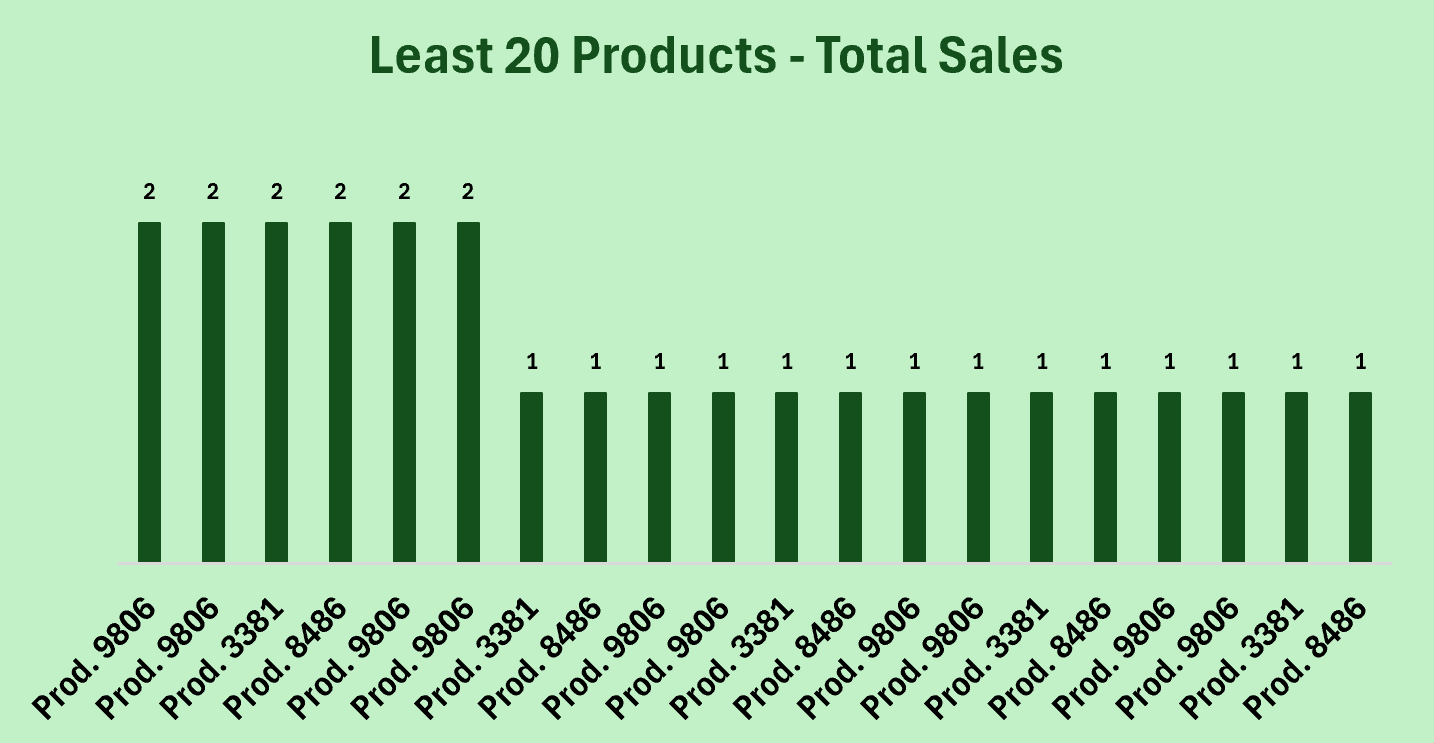 Least 20 Products - Total Sales
2 2 2 2 2 2
1 1 1 1 1 1 1 1 1 1 1 1 1 1
Prod. 9806
Prod. 9806
Prod. 3381
Prod. 8486
Prod. 9806
Prod. 9806
Prod. 3381
Prod. 8486
Prod. 9806
Prod. 9806
Prod. 3381
Prod. 8486
Prod. 9806
Prod. 9806
Prod. 3381
Prod. 8486
Prod. 9806
Prod. 9806
Prod. 3381
Prod. 8486